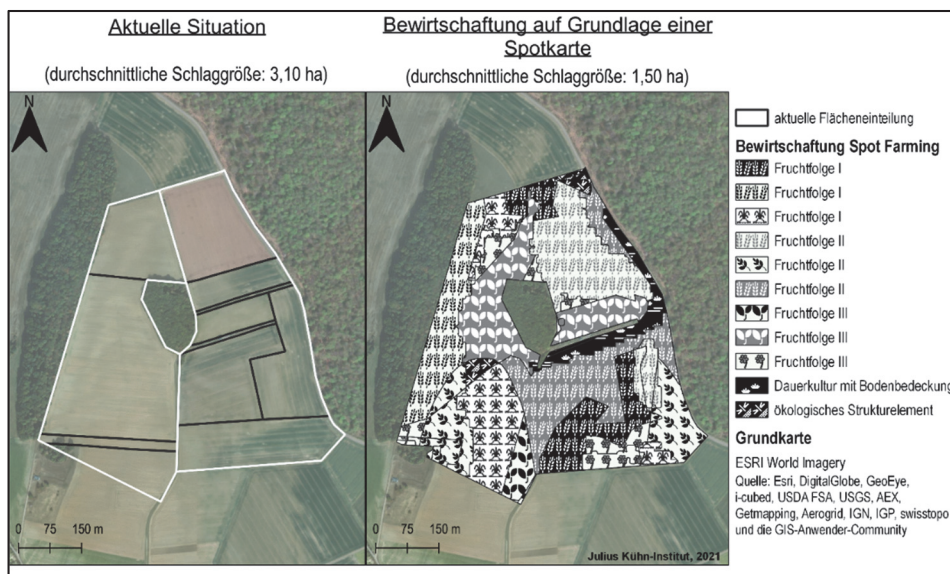 Aktuelle Situation
(durchschnittliche Schlaggröße: 3,10 ha)
Bewirtschaftung auf Grundlage einer
Spotkarte
(durchschnittliche Schlaggröße: 1,50 ha)
N
0 75 150 m
N
0 75 150 m
Julius Kühn-Institut, 2021
aktuelle Flächeneinteilung
Bewirtschaftung Spot Farming
Fruchtfolge I
Fruchtfolge I
Fruchtfolge I
Fruchtfolge II
Fruchtfolge II
Fruchtfolge II
Fruchtfolge III
Fruchtfolge III
Fruchtfolge III
Dauerkultur mit Bodenbedeckung
ökologisches Strukturelement
Grundkarte
ESRI World Imagery
Quelle: Esri, DigitalGlobe, GeoEye,
i-cubed, USDA FSA, USGS, AEX,
Getmapping, Aerogrid, IGN, IGP, swisstopo
und die GIS-Anwender-Community